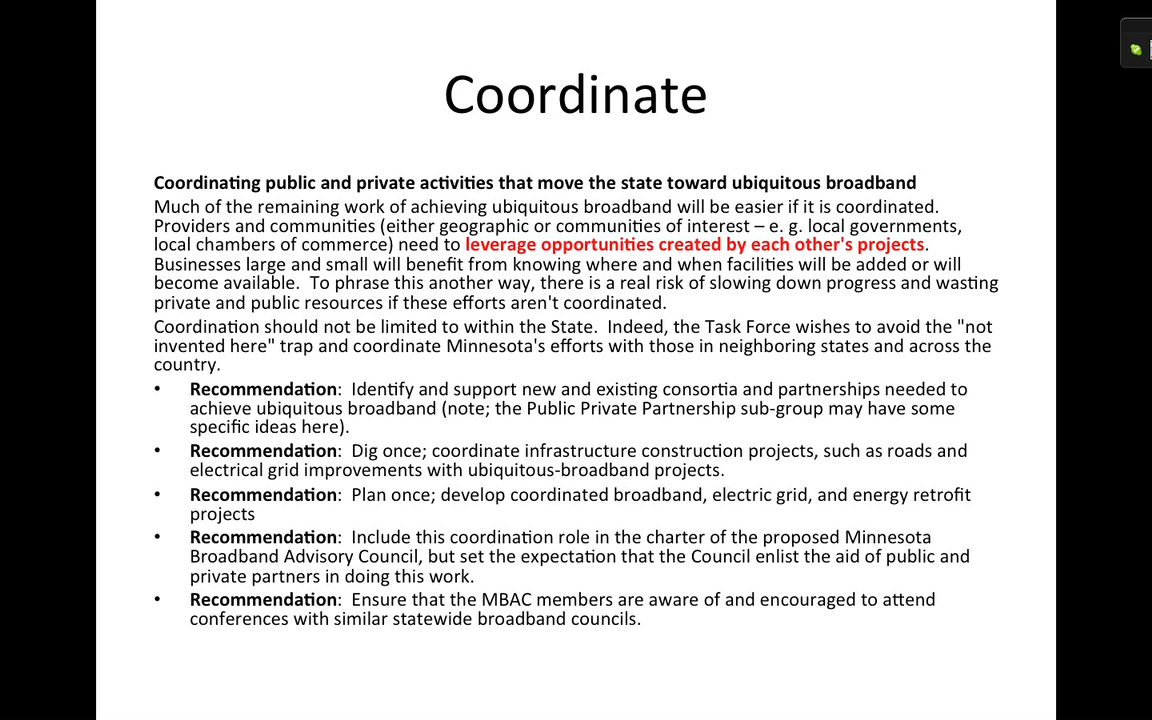 Coordinate
Coordinating public and private activities that move the state toward ubiquitous broadband
Much of the remaining work of achieving ubiquitous broadband will be easier if it is coordinated.
Providers and communities (either geographic or communities of interest – e. g. local governments,
local chambers of commerce) need to leverage opportunities created by each other's projects.
Businesses large and small will benefit from knowing where and when facilities will be added or will
become available.  To phrase this another way, there is a real risk of slowing down progress and wasting
private and public resources if these efforts aren't coordinated.
Coordination should not be limited to within the State.  Indeed, the Task Force wishes to avoid the "not
invented here" trap and coordinate Minnesota's efforts with those in neighboring states and across the
country.
• Recommendation:  Identify and support new and existing consortia and partnerships needed to
achieve ubiquitous broadband (note; the Public Private Partnership sub-group may have some
specific ideas here).
• Recommendation:  Dig once; coordinate infrastructure construction projects, such as roads and
electrical grid improvements with ubiquitous-broadband projects.
• Recommendation:  Plan once; develop coordinated broadband, electric grid, and energy retrofit
projects
• Recommendation:  Include this coordination role in the charter of the proposed Minnesota
Broadband Advisory Council, but set the expectation that the Council enlist the aid of public and
private partners in doing this work.
• Recommendation:  Ensure that the MBAC members are aware of and encouraged to attend
conferences with similar statewide broadband councils.